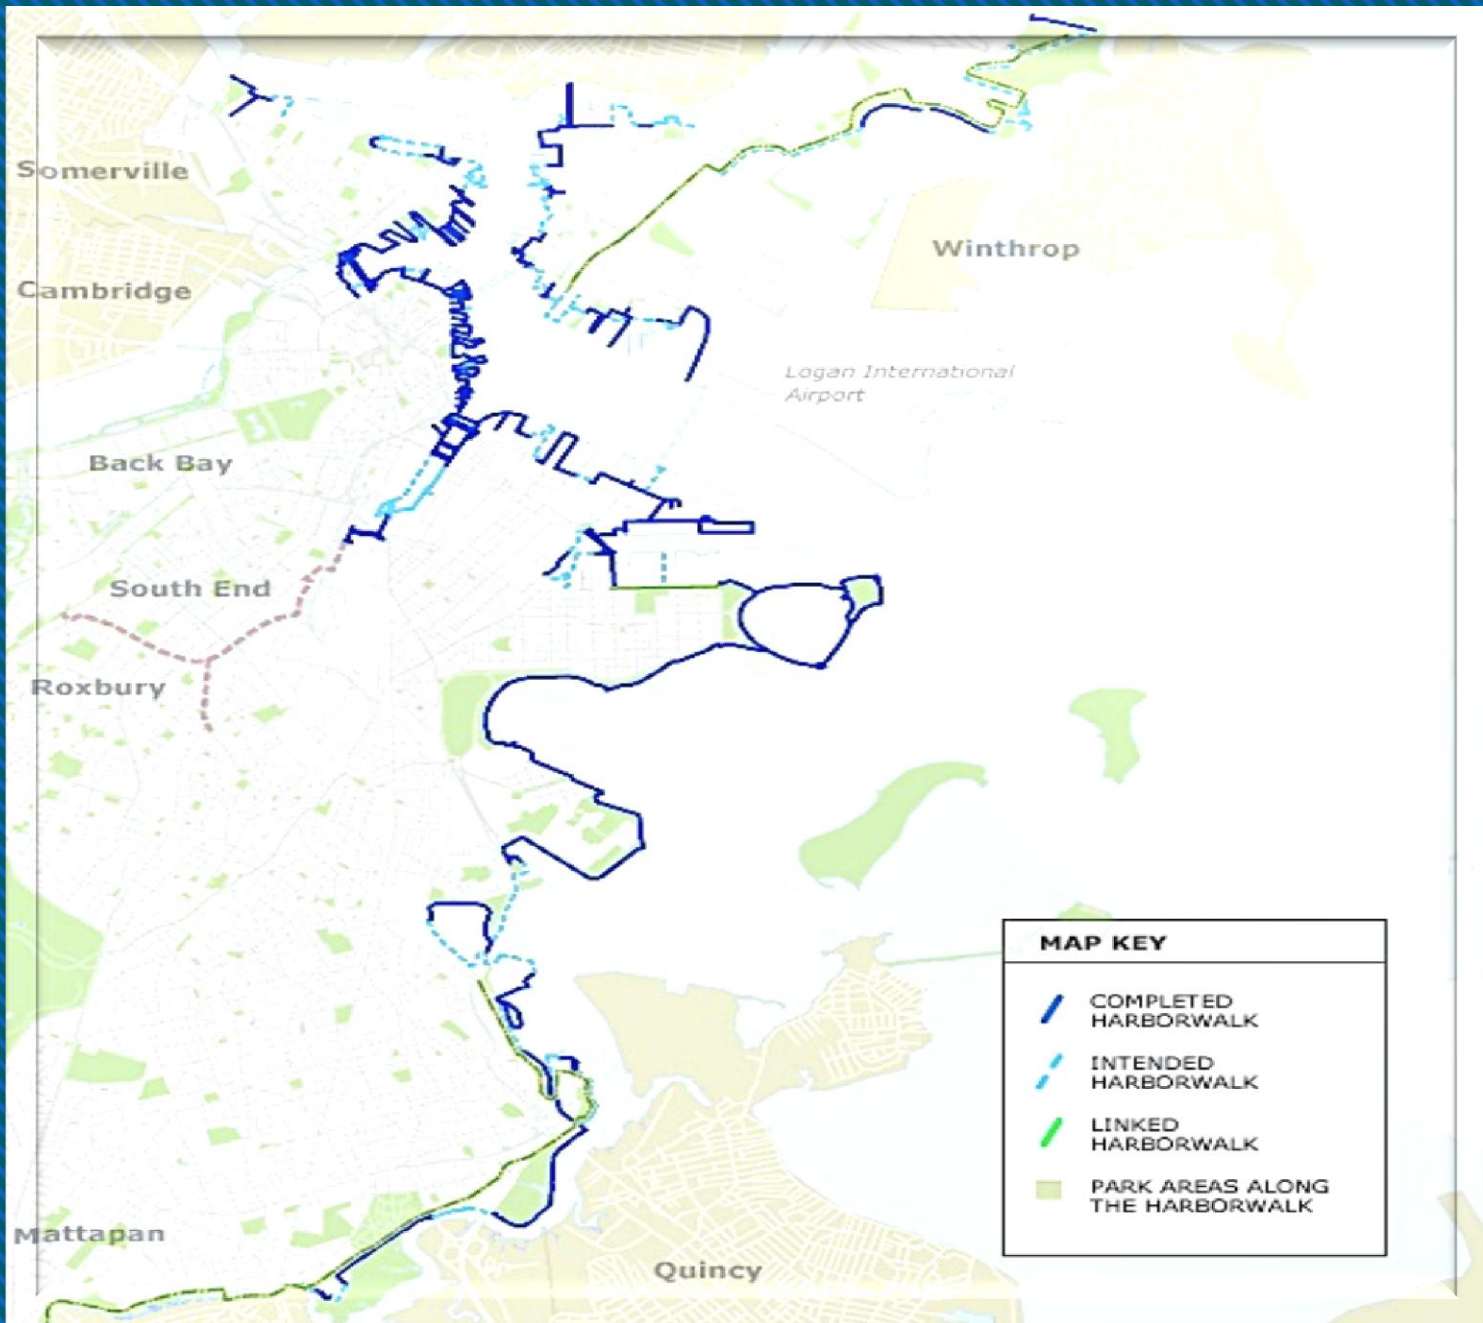 Somerville
Winthrop
Cambridge
Logan International
Airport
Back Bay
South End
Roxbury
MAP KEY
COMPLETED
HARBORWALK
INTENDED
HARBORWALK
LINKED
HARBORWALK
PARK AREAS ALONG
THE HARBORWALK
Mattapan
Quincy